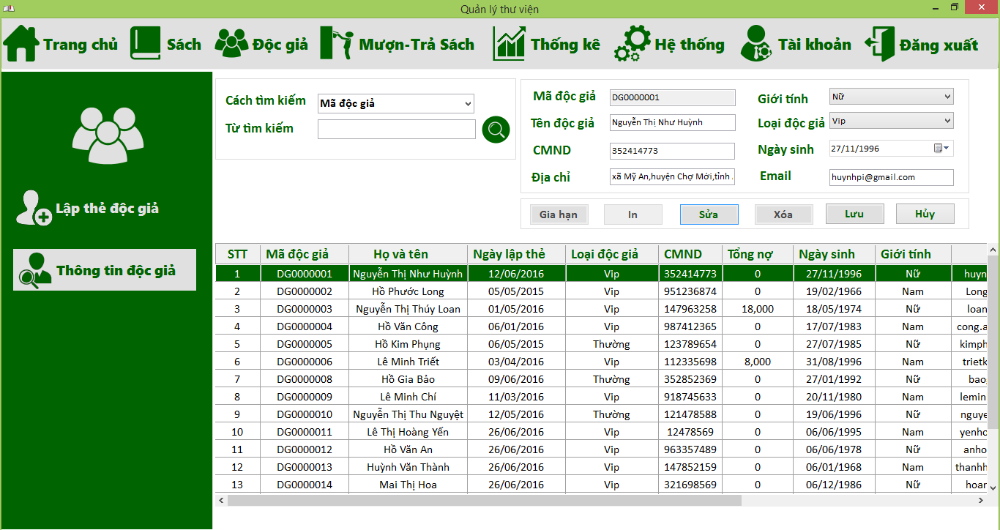 Quản lý thư viện
Trang chủ Sách Độc giả Mượn-Trả Sách Thống kê Hệ thống Tài khoản Đăng xuất
Lập thẻ độc giả
Thông tin độc giả
Cách tìm kiếm Mã độc giả
Từ tìm kiếm
Mã độc giả DG0000001 Giới tính Nữ
Tên độc giả Nguyễn Thị Như Huỳnh Loại độc giả Vip
CMND 352414773 Ngày sinh 27/11/1996
Địa chỉ xã Mỹ An,huyện Chợ Mới,tỉnh Email huynhpi@gmail.com
Gia hạn In Sửa Xóa Lưu Hủy
STT Mã độc giả Họ và tên Ngày lập thẻ Loại độc giả CMND Tổng nợ Ngày sinh Giới tính
1 DG0000001 Nguyễn Thị Như Huỳnh 12/06/2016 Vip 352414773 0 27/11/1996 Nữ huyn
2 DG0000002 Hồ Phước Long 05/05/2015 Vip 951236874 0 19/02/1966 Nam Long
3 DG0000003 Nguyễn Thị Thúy Loan 01/05/2016 Vip 147963258 18,000 18/05/1974 Nữ loan
4 DG0000004 Hồ Văn Công 06/01/2016 Vip 987412365 0 17/07/1983 Nam cong.a
5 DG0000005 Hồ Kim Phụng 06/05/2015 Thường 123789654 0 27/07/1985 Nữ kimph
6 DG0000006 Lê Minh Triết 03/04/2016 Vip 112335698 8,000 31/08/1996 Nam trietk
7 DG0000008 Hồ Gia Bảo 09/06/2016 Thường 352852369 0 27/01/1992 Nữ bao
8 DG0000009 Lê Minh Chí 11/03/2016 Vip 918745633 0 20/11/1980 Nam lemin
9 DG0000010 Nguyễn Thị Thu Nguyệt 12/05/2016 Thường 121478588 0 19/06/1996 Nữ nguye
10 DG0000011 Lê Thị Hoàng Yến 26/06/2016 Vip 12478569 0 06/06/1995 Nam yenho
11 DG0000012 Hồ Văn An 26/06/2016 Vip 963357489 0 06/06/1978 Nữ anho
12 DG0000013 Huỳnh Văn Thành 26/06/2016 Vip 147852159 0 06/01/1968 Nam thanhh
13 DG0000014 Mai Thị Hoa 26/06/2016 Vip 321698569 0 06/12/1986 Nữ hoar